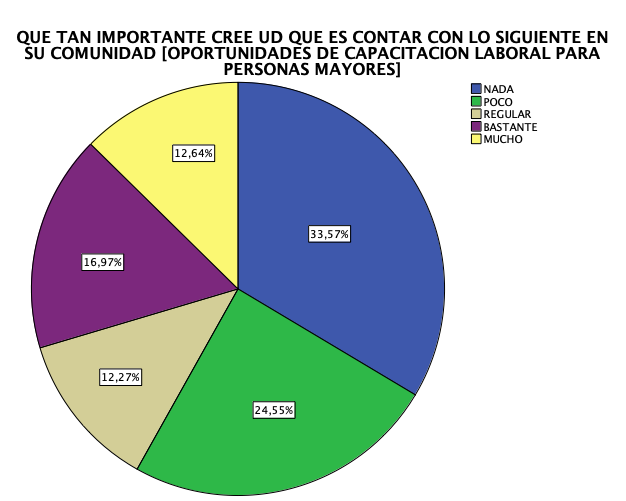 QUE TAN IMPORTANTE CREE UD QUE ES CONTAR CON LO SIGUIENTE EN
SU COMUNIDAD [OPORTUNIDADES DE CAPACITACION LABORAL PARA
PERSONAS MAYORES]
NADA
POCO
REGULAR
BASTANTE
MUCHO
12,64%
33,57%
16,97%
12,27%
24,55%